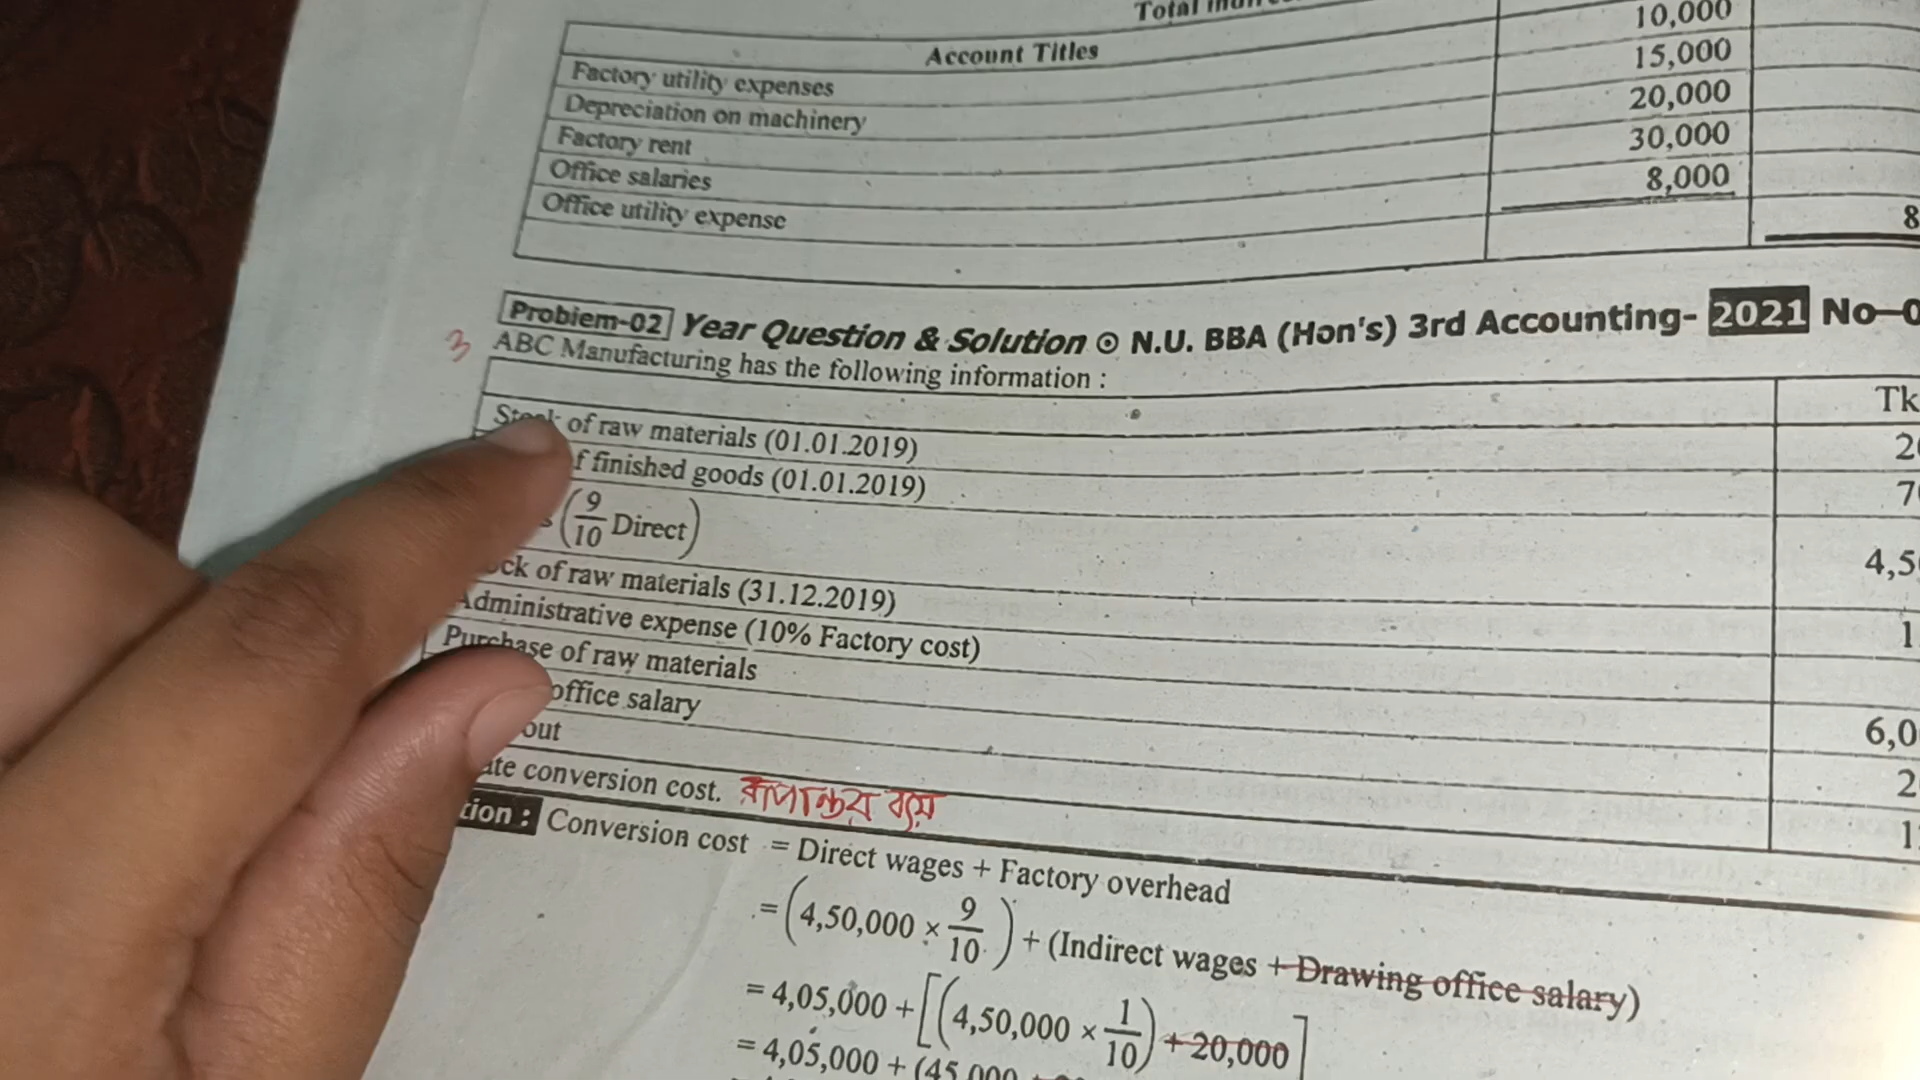 Total
Account Titles
Factory utility expenses 10,000
Depreciation on machinery 15,000
Factory rent 20,000
Office salaries 30,000
Office utility expense 8,000
8
Problem-02 Year Question & Solution ⊙ N.U. BBA (Hon's) 3rd Accounting- 2021 No–0
3 ABC Manufacturing has the following information :
Tk
Stock of raw materials (01.01.2019) 20
f finished goods (01.01.2019) 70
s (9/10 Direct) 4,5
ck of raw materials (31.12.2019) 1
Administrative expense (10% Factory cost)
Purchase of raw materials 6,0
office salary 2
out 1
ate conversion cost. রূপান্তর ব্যয়
tion : Conversion cost = Direct wages + Factory overhead
= (4,50,000 × 9/10) + (Indirect wages + Drawing office salary)
= 4,05,000 + [(4,50,000 × 1/10) + 20,000]
= 4,05,000 + (45,000